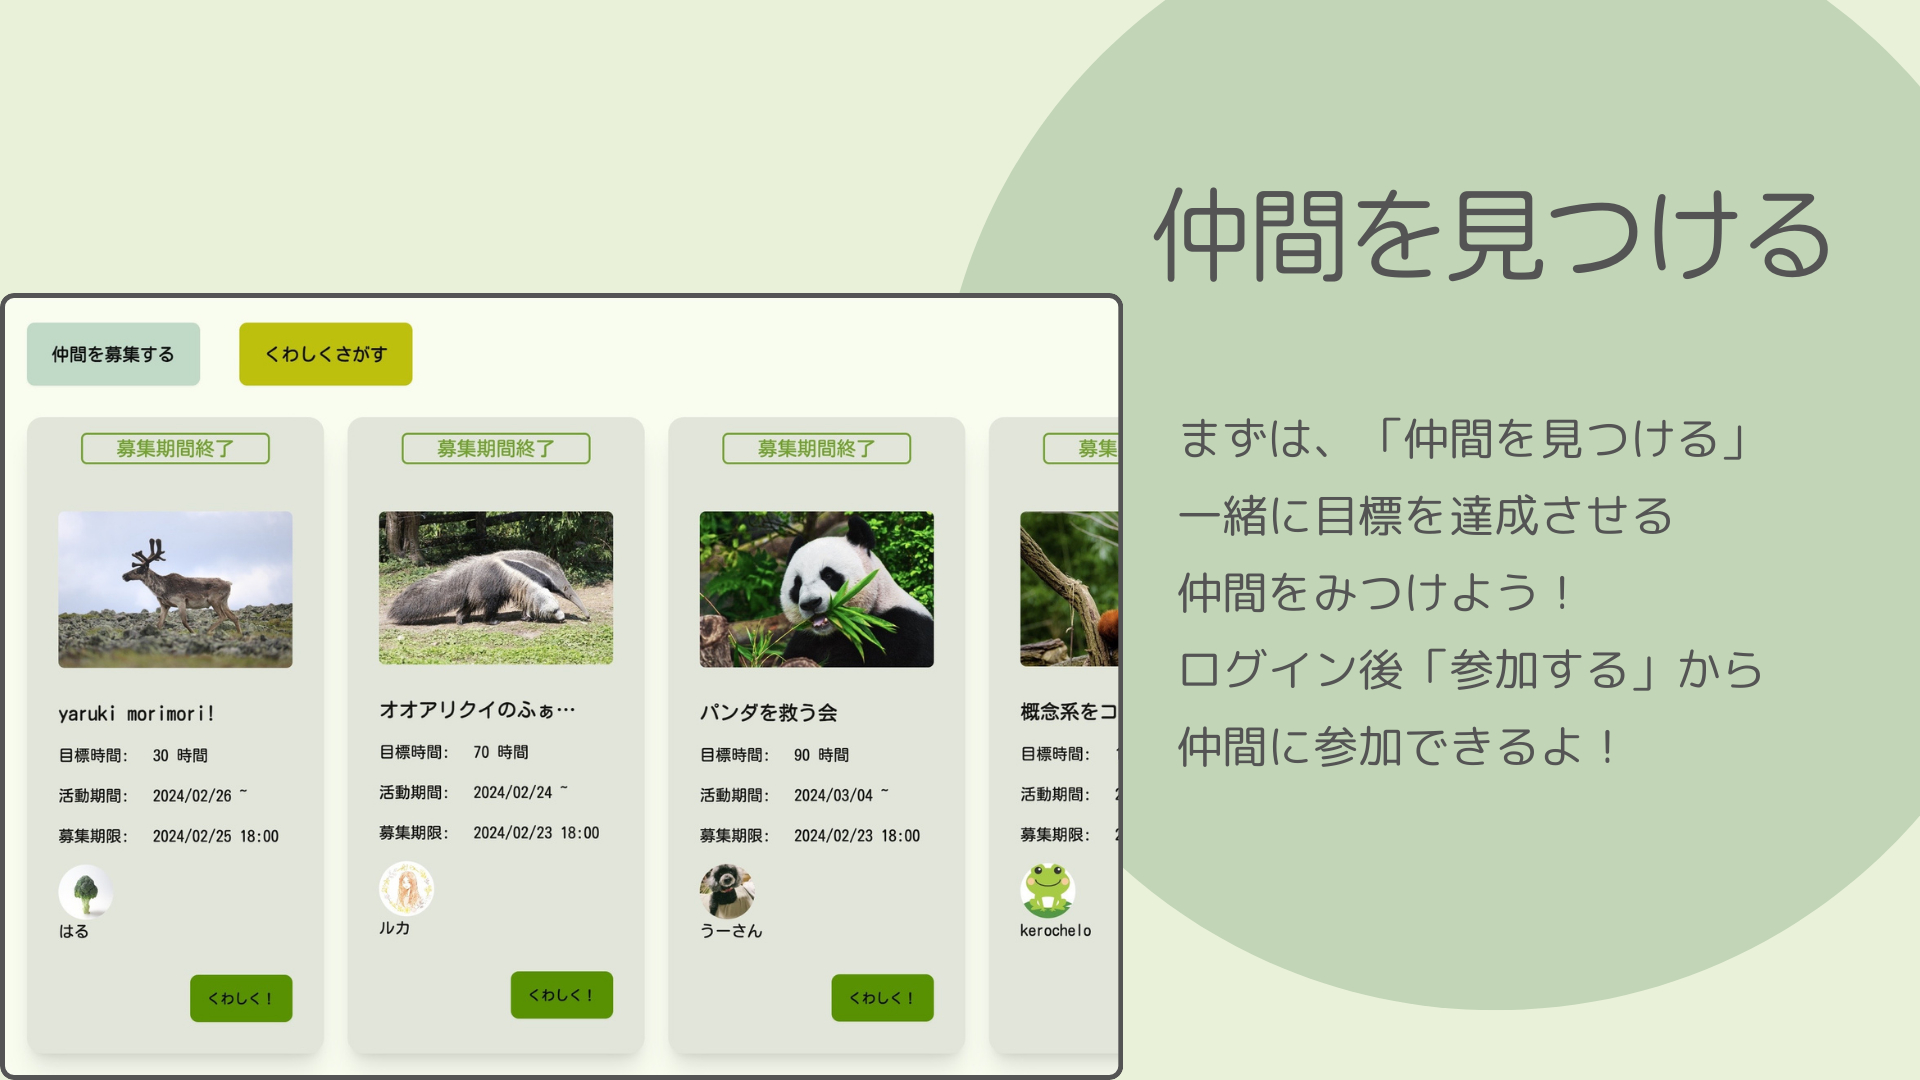 仲間を見つける
まずは、「仲間を見つける」
一緒に目標を達成させる
仲間をみつけよう！
ログイン後「参加する」から
仲間に参加できるよ！
仲間を募集する
くわしくさがす
募集期間終了
yaruki morimori!
目標時間: 30 時間
活動期間: 2024/02/26 ~
募集期限: 2024/02/25 18:00
はる
くわしく！
募集期間終了
オオアリクイのふぁ…
目標時間: 70 時間
活動期間: 2024/02/24 ~
募集期限: 2024/02/23 18:00
ルカ
くわしく！
募集期間終了
パンダを救う会
目標時間: 90 時間
活動期間: 2024/03/04 ~
募集期限: 2024/02/23 18:00
うーさん
くわしく！
募集
概念系をコ
目標時間:
活動期間:
募集期限:
kerochelo